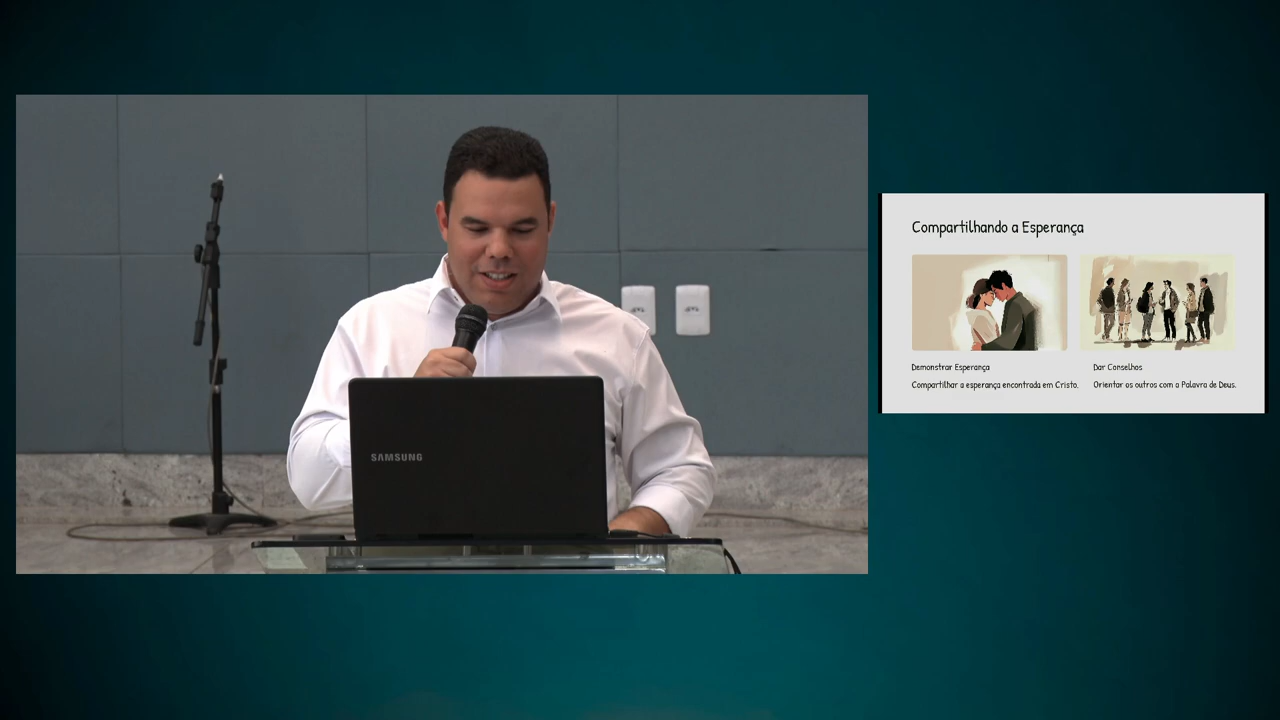 SAMSUNG
Compartilhando a Esperança
Demonstrar Esperança
Compartilhar a esperança encontrada em Cristo.
Dar Conselhos
Orientar os outros com a Palavra de Deus.